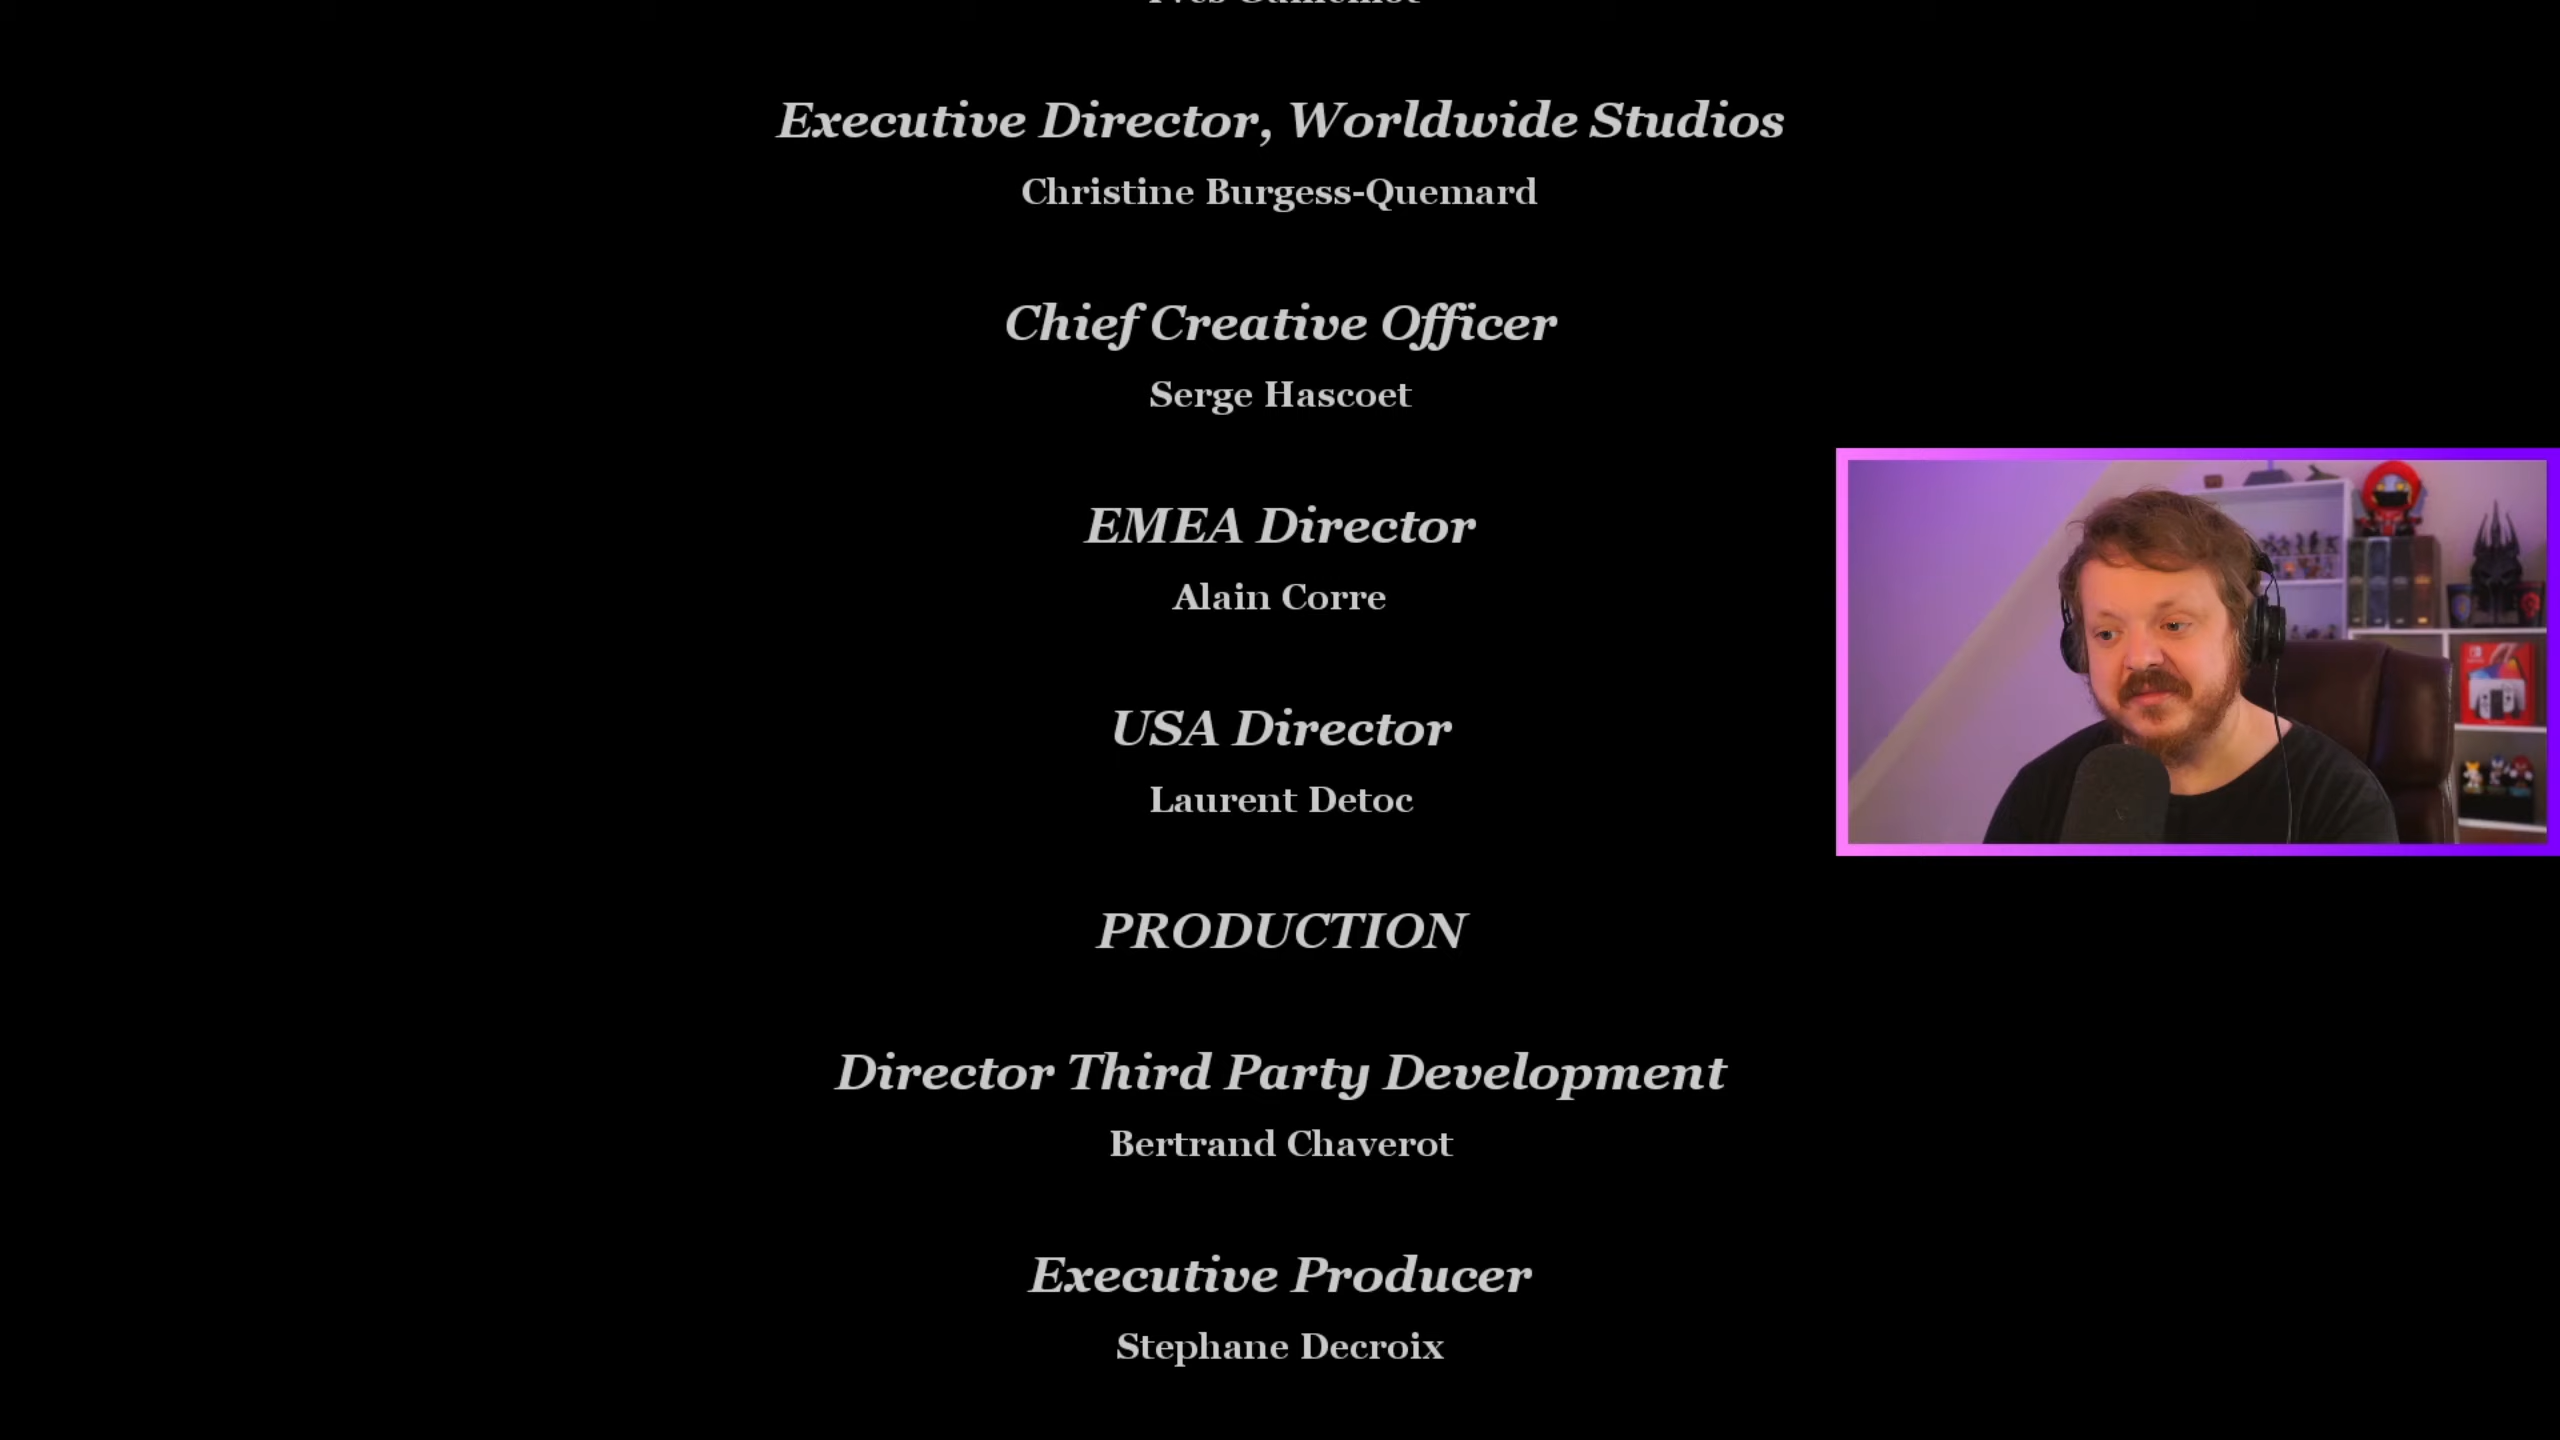 Executive Director, Worldwide Studios
Christine Burgess-Quemard
Chief Creative Officer
Serge Hascoet
EMEA Director
Alain Corre
USA Director
Laurent Detoc
PRODUCTION
Director Third Party Development
Bertrand Chaverot
Executive Producer
Stephane Decroix